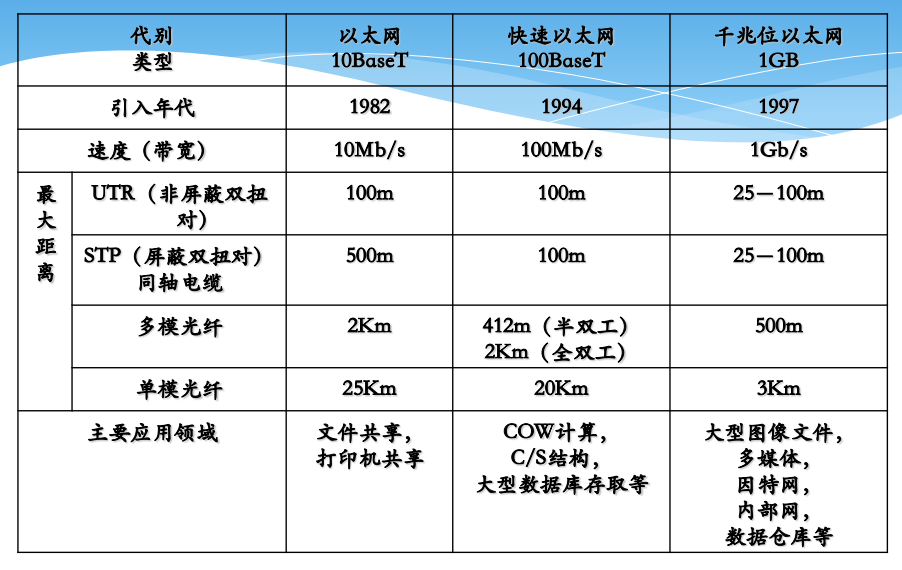 代别
类型
以太网
10BaseT
快速以太网
100BaseT
千兆位以太网
1GB
引入年代
1982
1994
1997
速度（带宽）
10Mb/s
100Mb/s
1Gb/s
最
大
距
离
UTR（非屏蔽双扭
对）
100m
100m
25－100m
STP（屏蔽双扭对）
同轴电缆
500m
100m
25－100m
多模光纤
2Km
412m（半双工）
2Km（全双工）
500m
单模光纤
25Km
20Km
3Km
主要应用领域
文件共享，
打印机共享
COW计算，
C/S结构，
大型数据库存取等
大型图像文件，
多媒体，
因特网，
内部网，
数据仓库等